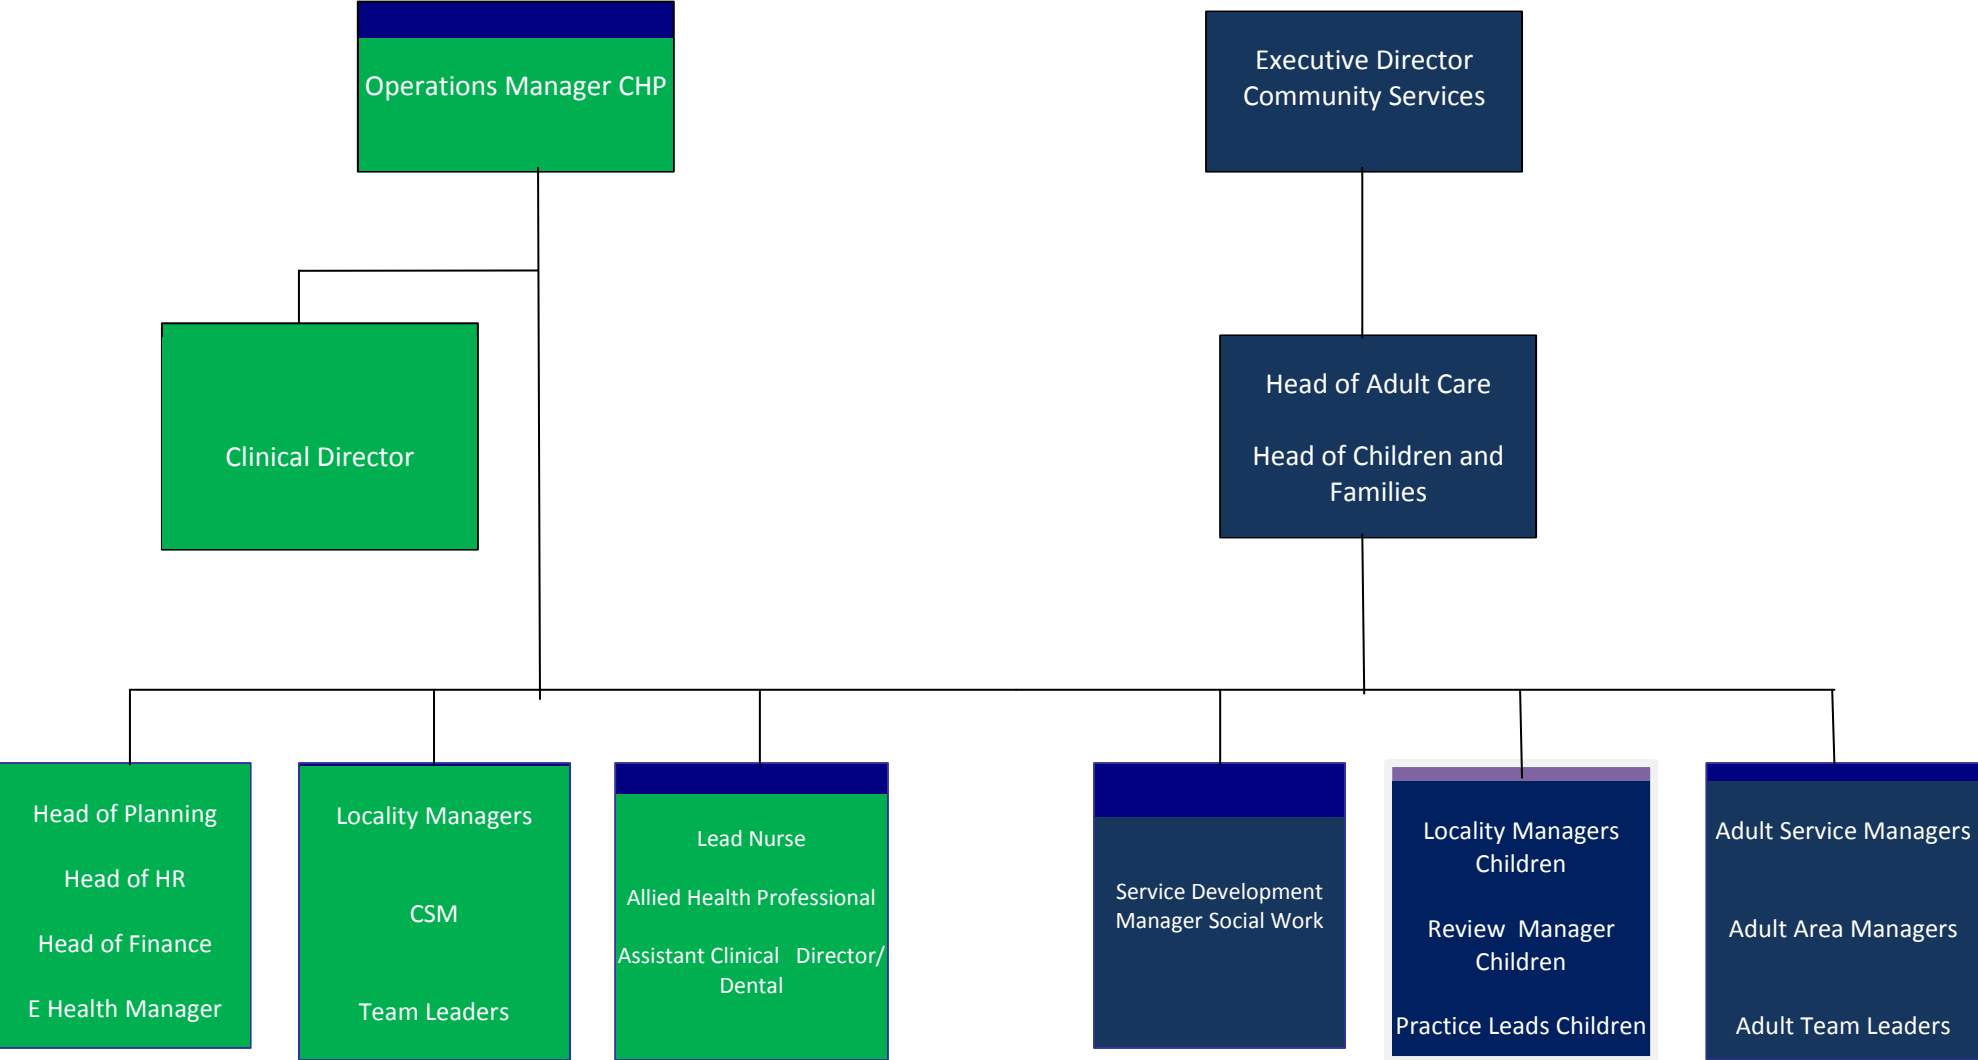 Operations Manager CHP
Executive Director
Community Services
Clinical Director
Head of Adult Care
Head of Children and
Families
Head of Planning
Head of HR
Head of Finance
E Health Manager
Locality Managers
CSM
Team Leaders
Lead Nurse
Allied Health Professional
Assistant Clinical Director/
Dental
Service Development
Manager Social Work
Locality Managers
Children
Review Manager
Children
Practice Leads Children
Adult Service Managers
Adult Area Managers
Adult Team Leaders